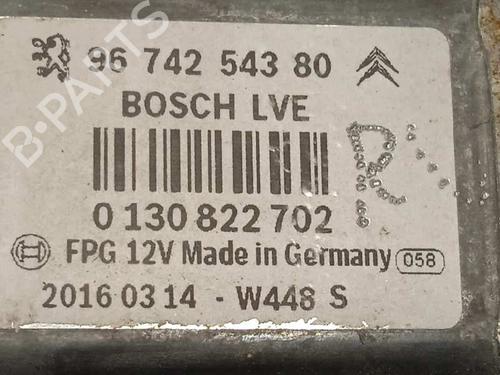 96 742 543 80
BOSCH LVE
R
0 130 822 702
FPG 12V Made in Germany 058
2016 03 14 - W448 S
B-PARTS